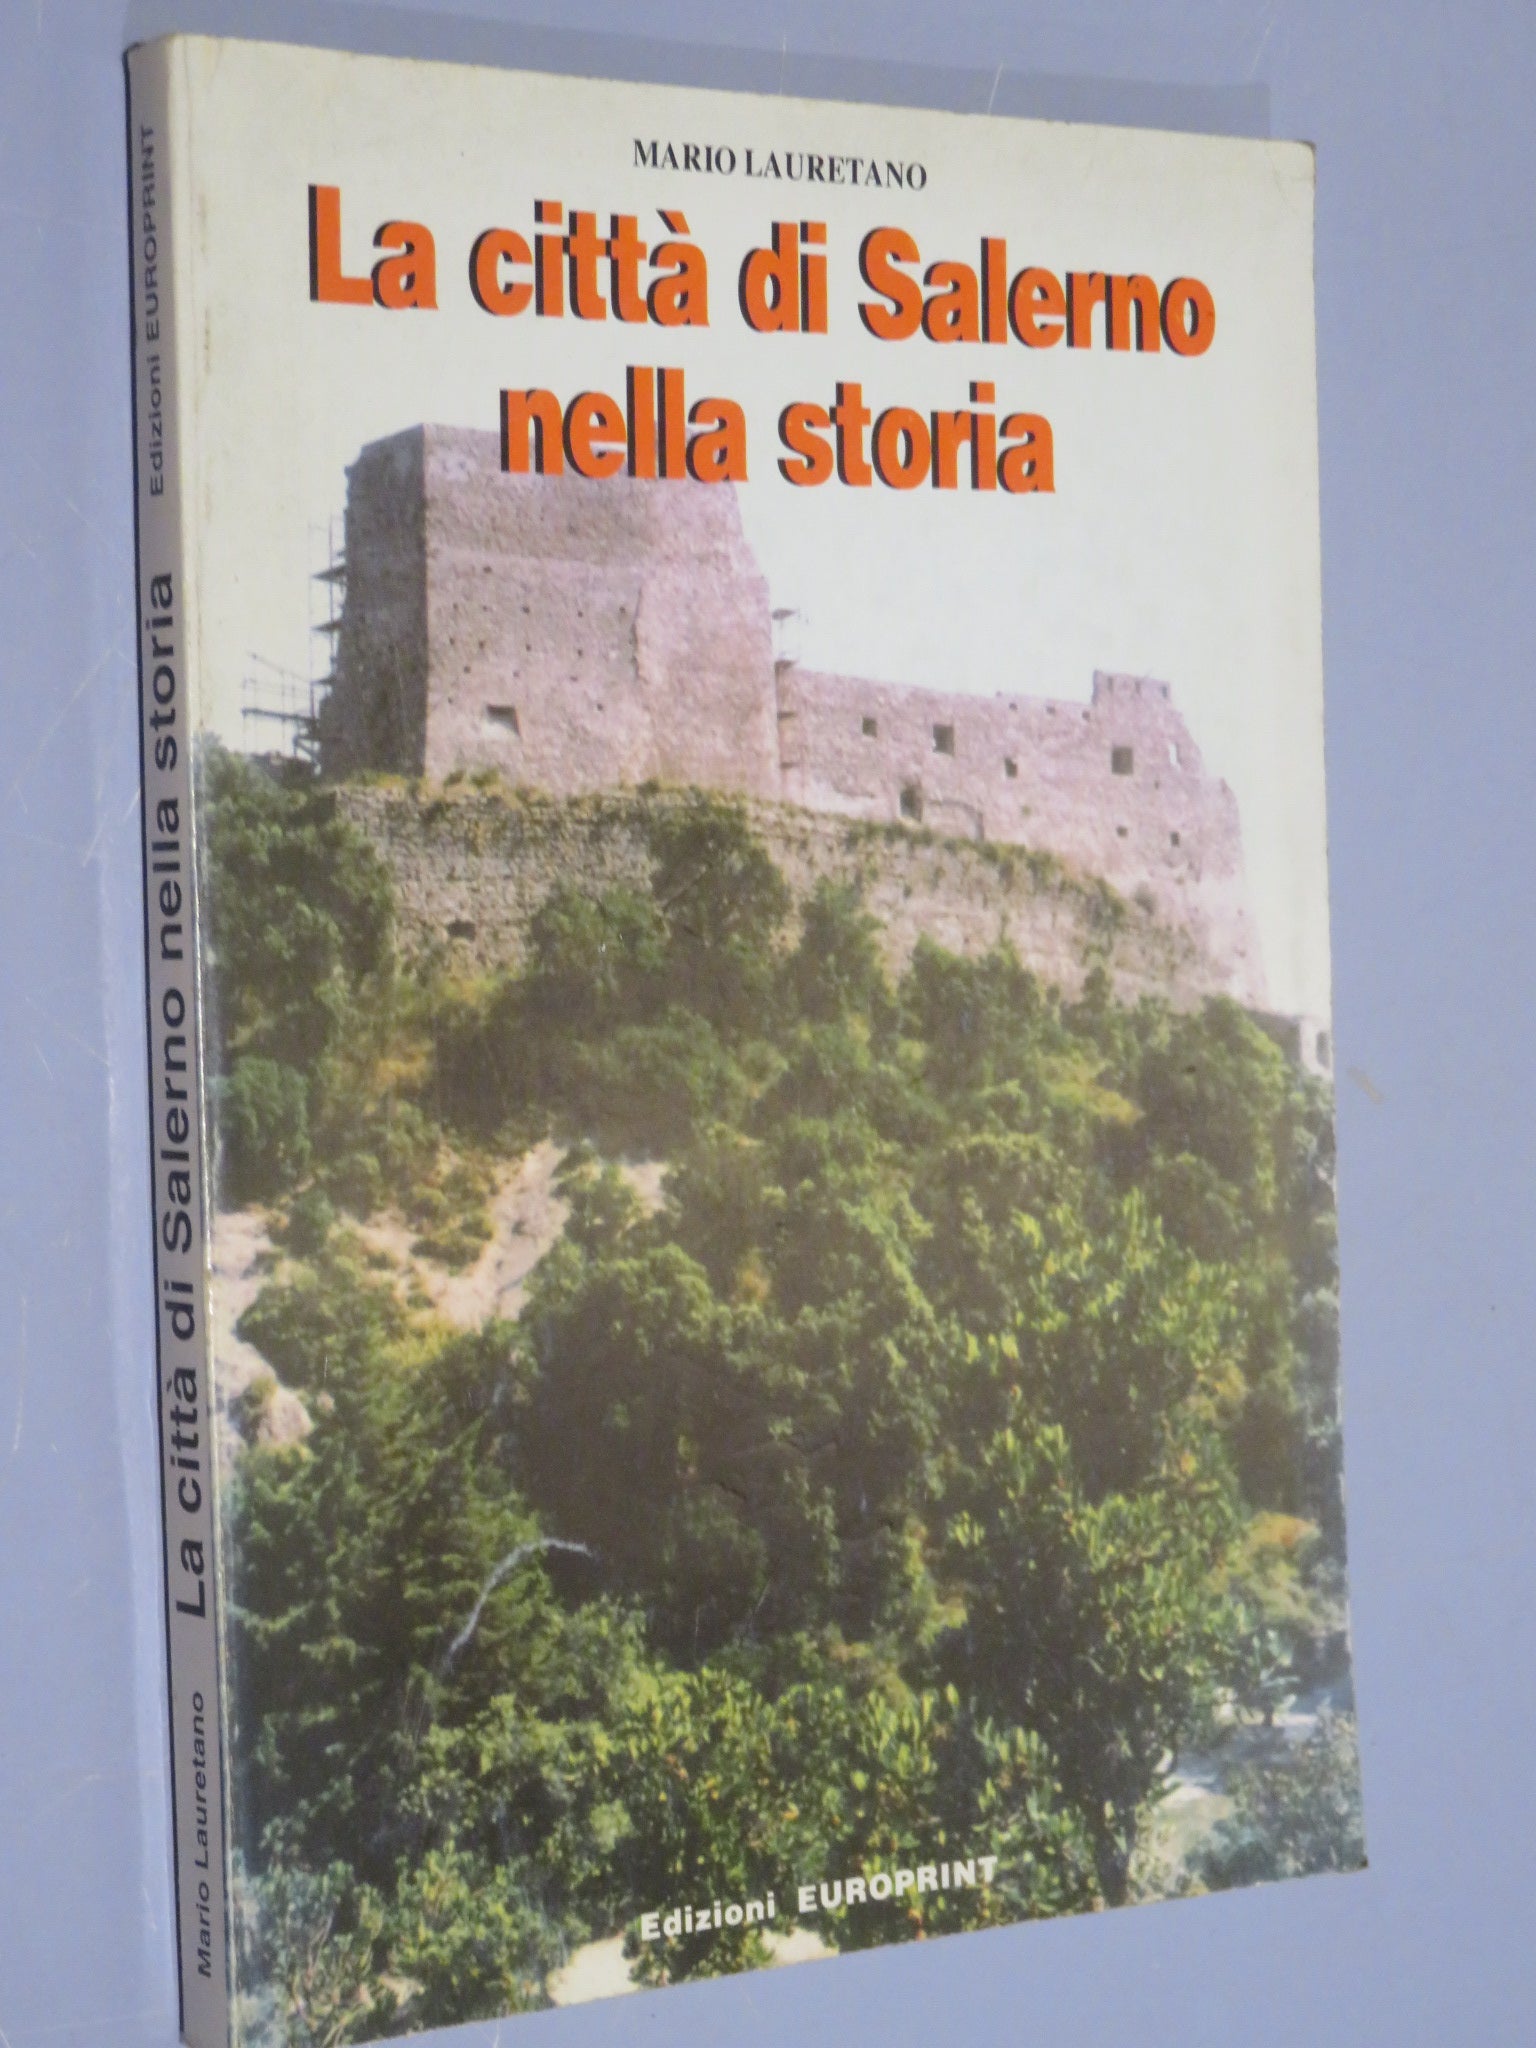 MARIO LAURETANO
La città di Salerno
nella storia
Edizioni EUROPRINT
Mario Lauretano La città di Salerno nella storia Edizioni EUROPRINT